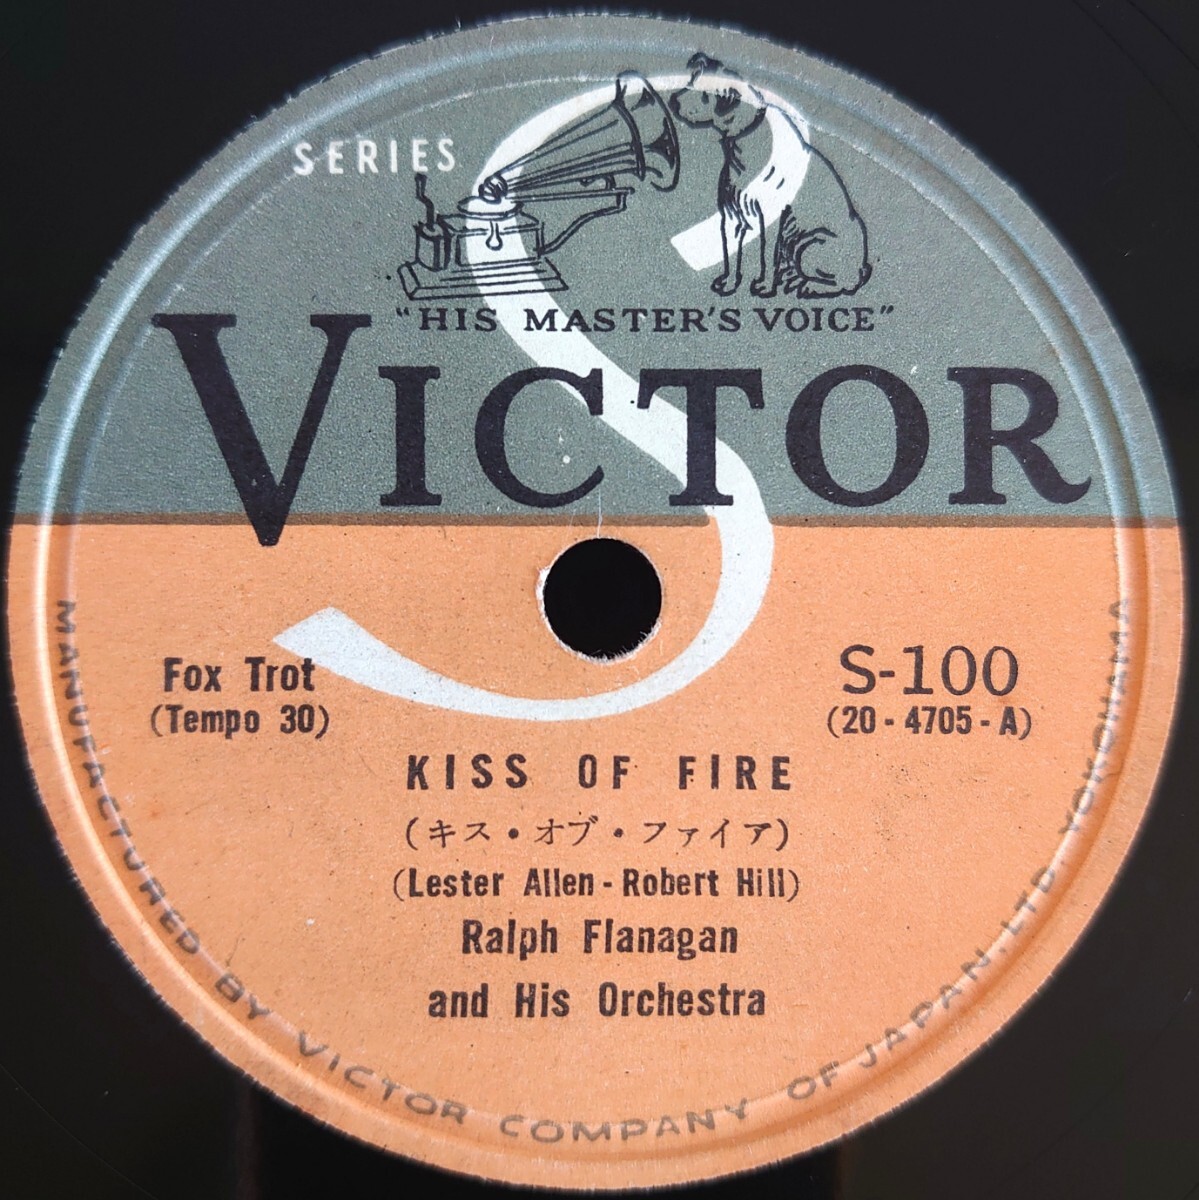 S
SERIES
"HIS MASTER'S VOICE"
VICTOR
Fox Trot
(Tempo 30)
S-100
(20-4705-A)
KISS OF FIRE
(キス・オブ・ファイア)
(Lester Allen-Robert Hill)
Ralph Flanagan
and His Orchestra
MANUFACTURED BY VICTOR COMPANY OF JAPAN, LTD. YOKOHAMA